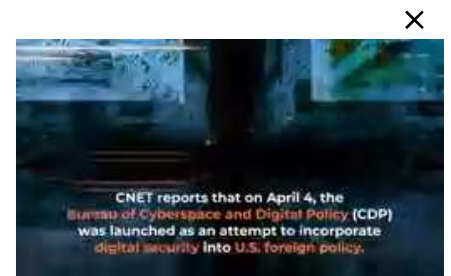 CNET reports that on April 4, the
Bureau of Cyberspace and Digital Policy (CDP)
was launched as an attempt to incorporate
digital security into U.S. foreign policy.